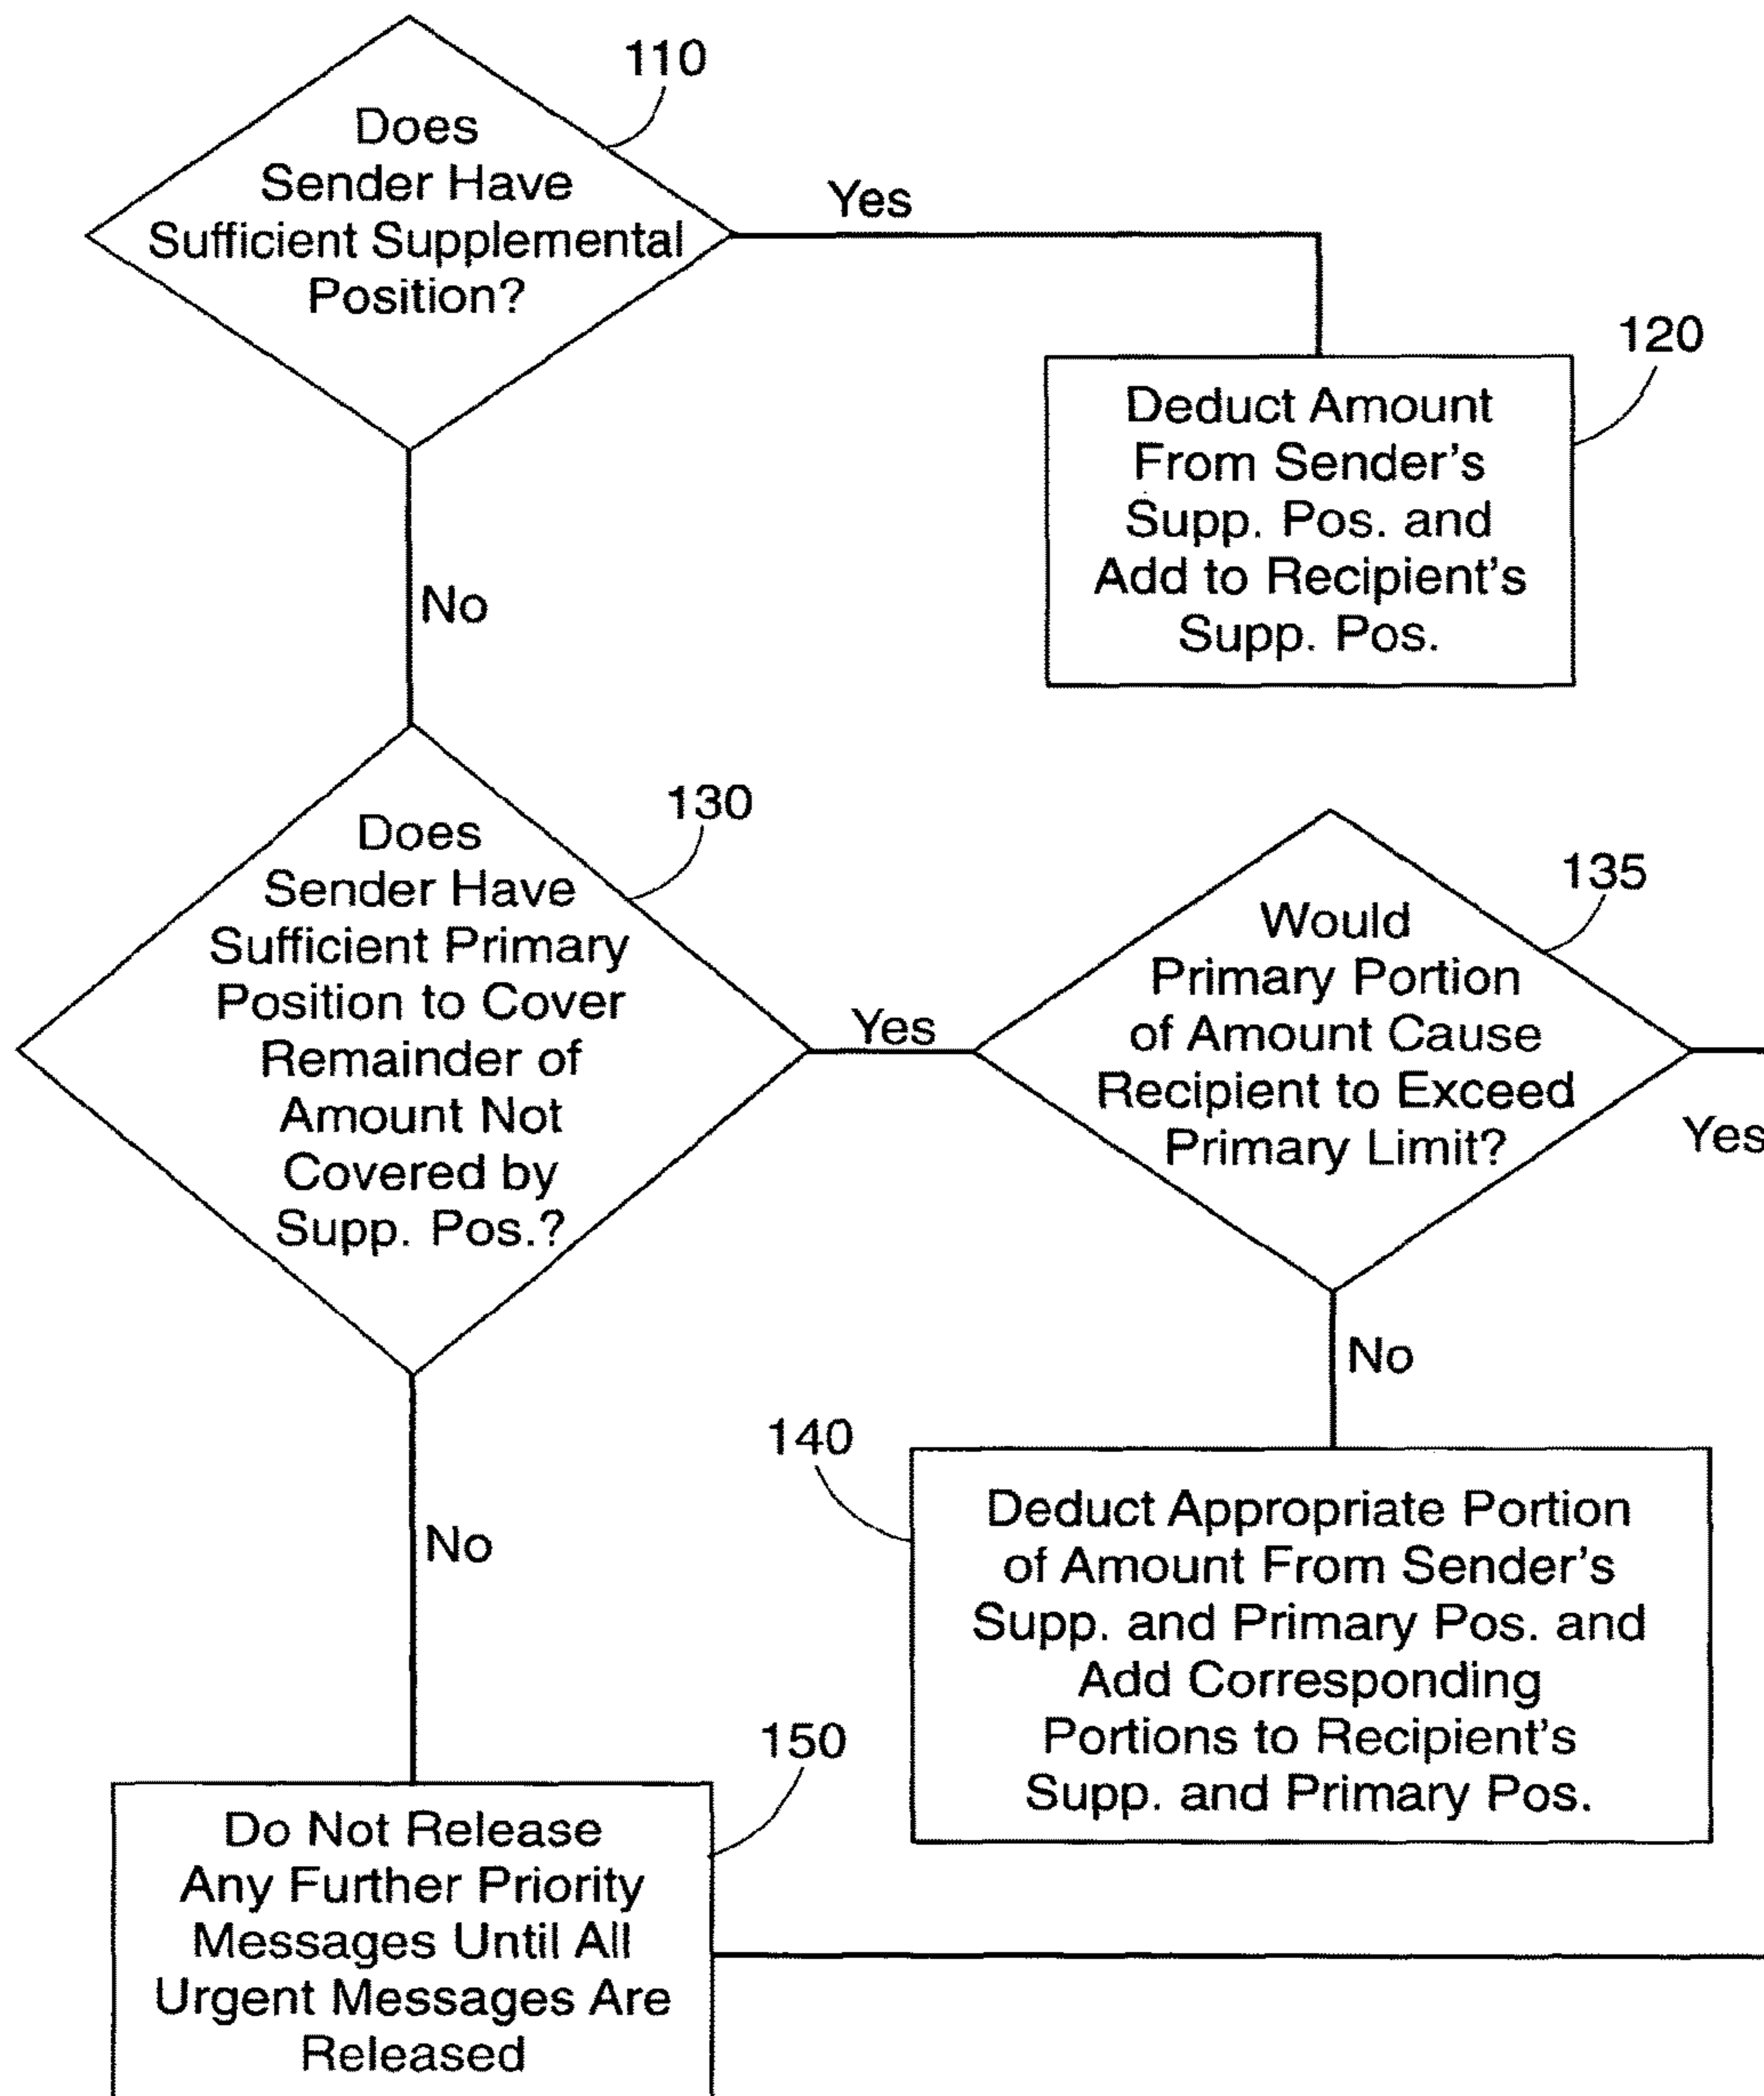 110
Does
Sender Have
Sufficient Supplemental
Position?
Yes
120
Deduct Amount
From Sender's
Supp. Pos. and
Add to Recipient's
Supp. Pos.
No
130
Does
Sender Have
Sufficient Primary
Position to Cover
Remainder of
Amount Not
Covered by
Supp. Pos.?
Yes
135
Would
Primary Portion
of Amount Cause
Recipient to Exceed
Primary Limit?
Yes
No
140
Deduct Appropriate Portion
of Amount From Sender's
Supp. and Primary Pos. and
Add Corresponding
Portions to Recipient's
Supp. and Primary Pos.
No
150
Do Not Release
Any Further Priority
Messages Until All
Urgent Messages Are
Released